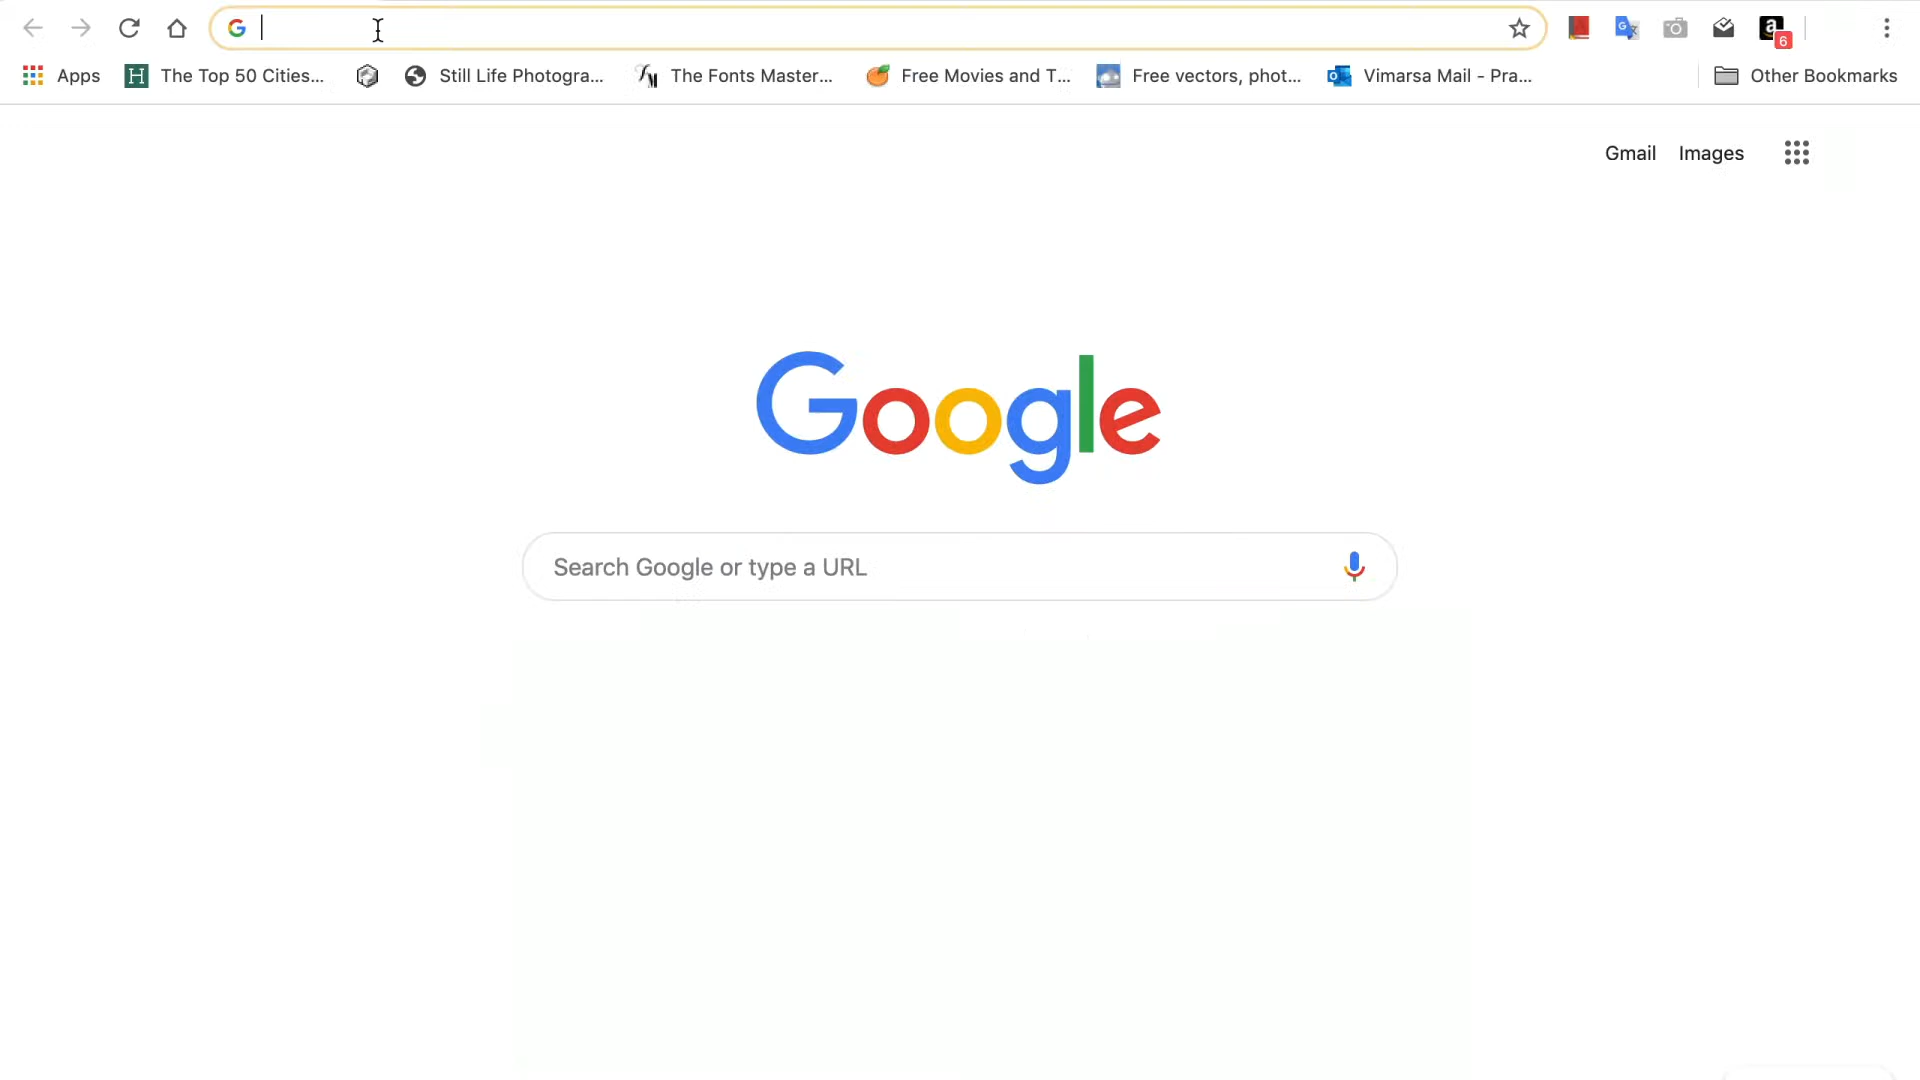 6
Apps The Top 50 Cities... Still Life Photogra... The Fonts Master... Free Movies and T... Free vectors, phot... Vimarsa Mail - Pra... Other Bookmarks
Gmail Images
Google
Search Google or type a URL